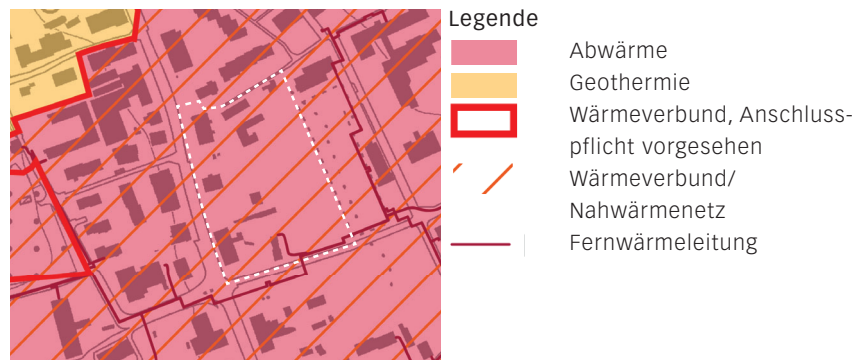 Legende
Abwärme
Geothermie
Wärmeverbund, Anschluss-
pflicht vorgesehen
Wärmeverbund/
Nahwärmenetz
Fernwärmeleitung